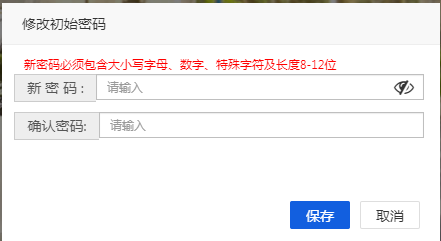 修改初始密码
新密码必须包含大小写字母、数字、特殊字符及长度8-12位
新 密 码 : 请输入
确认密码: 请输入
保存 取消